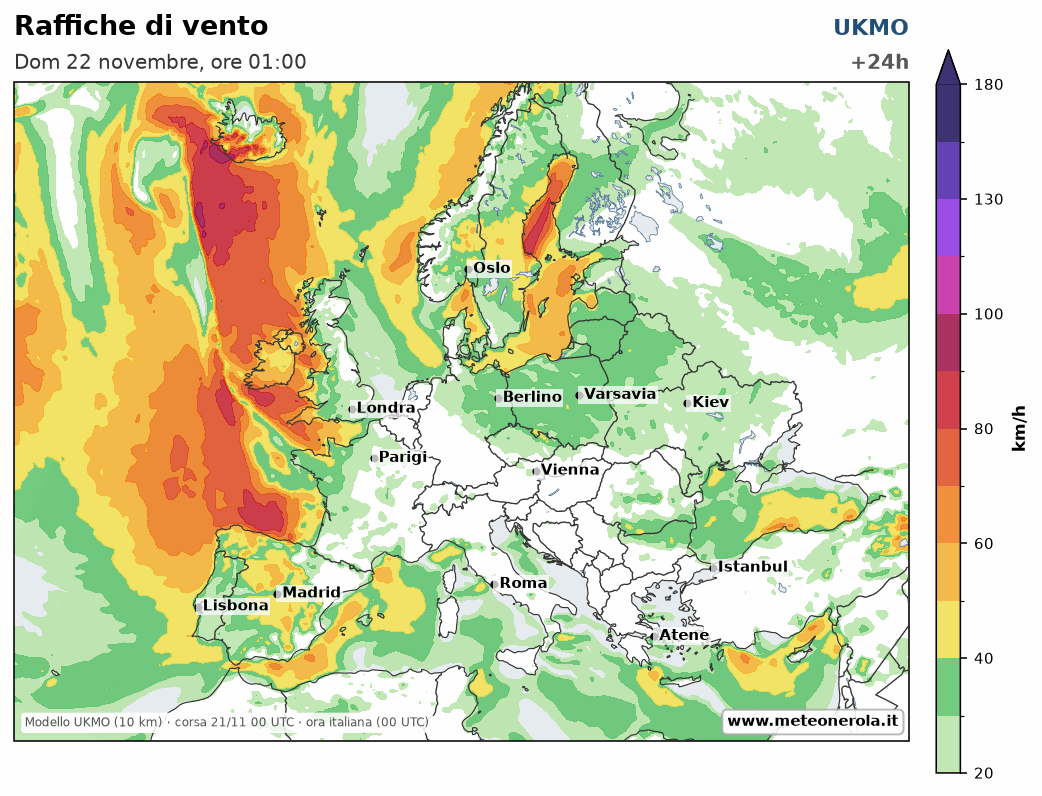 Raffiche di vento
UKMO
Dom 22 novembre, ore 01:00
+24h
180
130
100
80
60
40
20
km/h
Oslo
Berlino
Varsavia
Kiev
Londra
Parigi
Vienna
Istanbul
Roma
Madrid
Lisbona
Atene
Modello UKMO (10 km) · corsa 21/11 00 UTC · ora italiana (00 UTC)
www.meteonerola.it